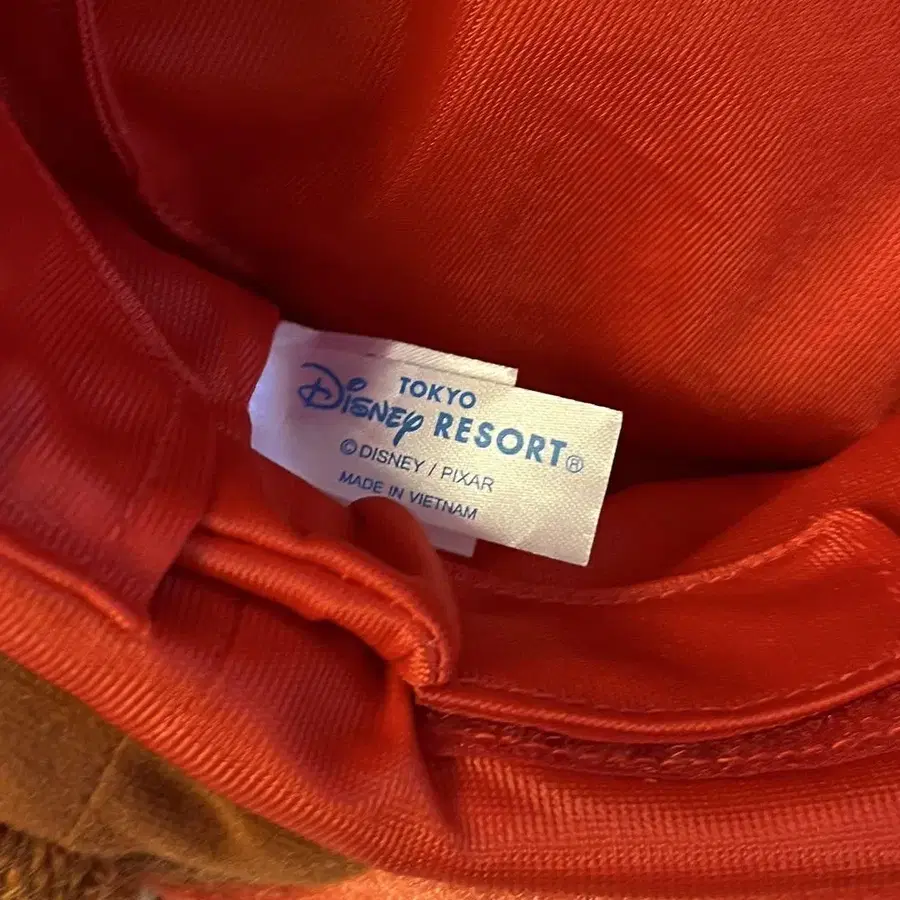 TOKYO
Disney RESORT®
© DISNEY / PIXAR
MADE IN VIETNAM